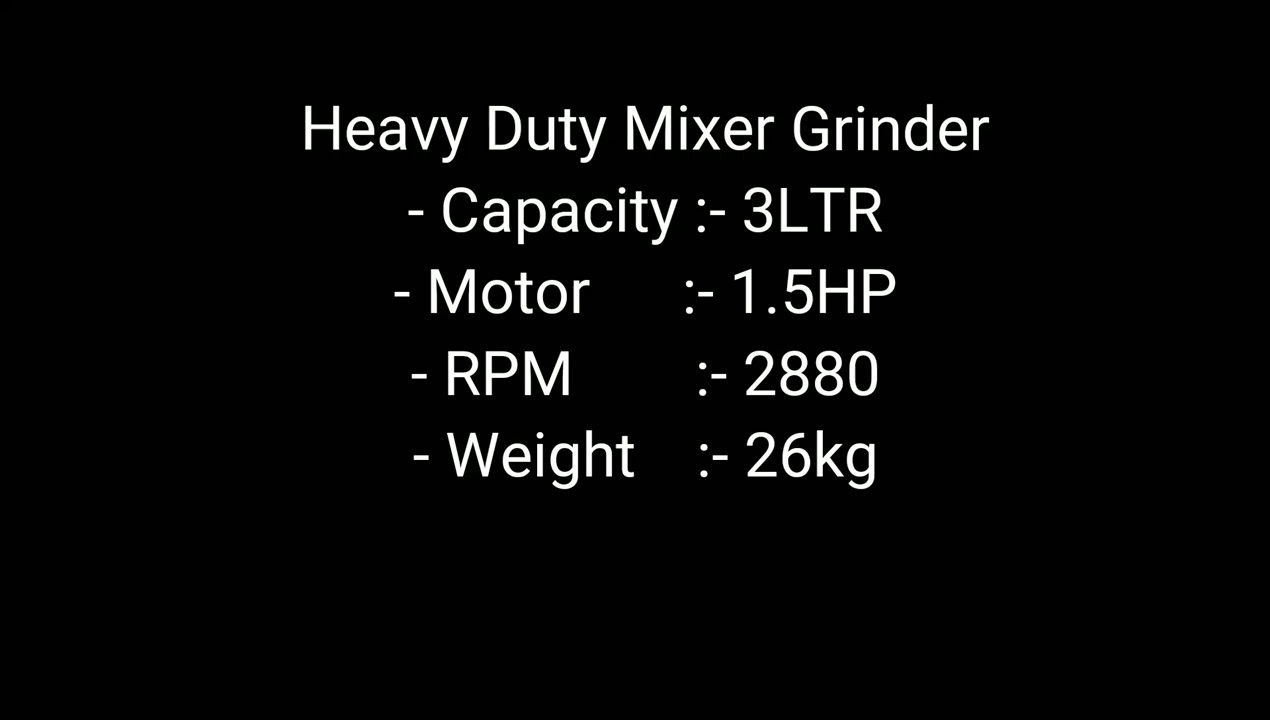 Heavy Duty Mixer Grinder
- Capacity :- 3LTR
- Motor :- 1.5HP
- RPM :- 2880
- Weight :- 26kg